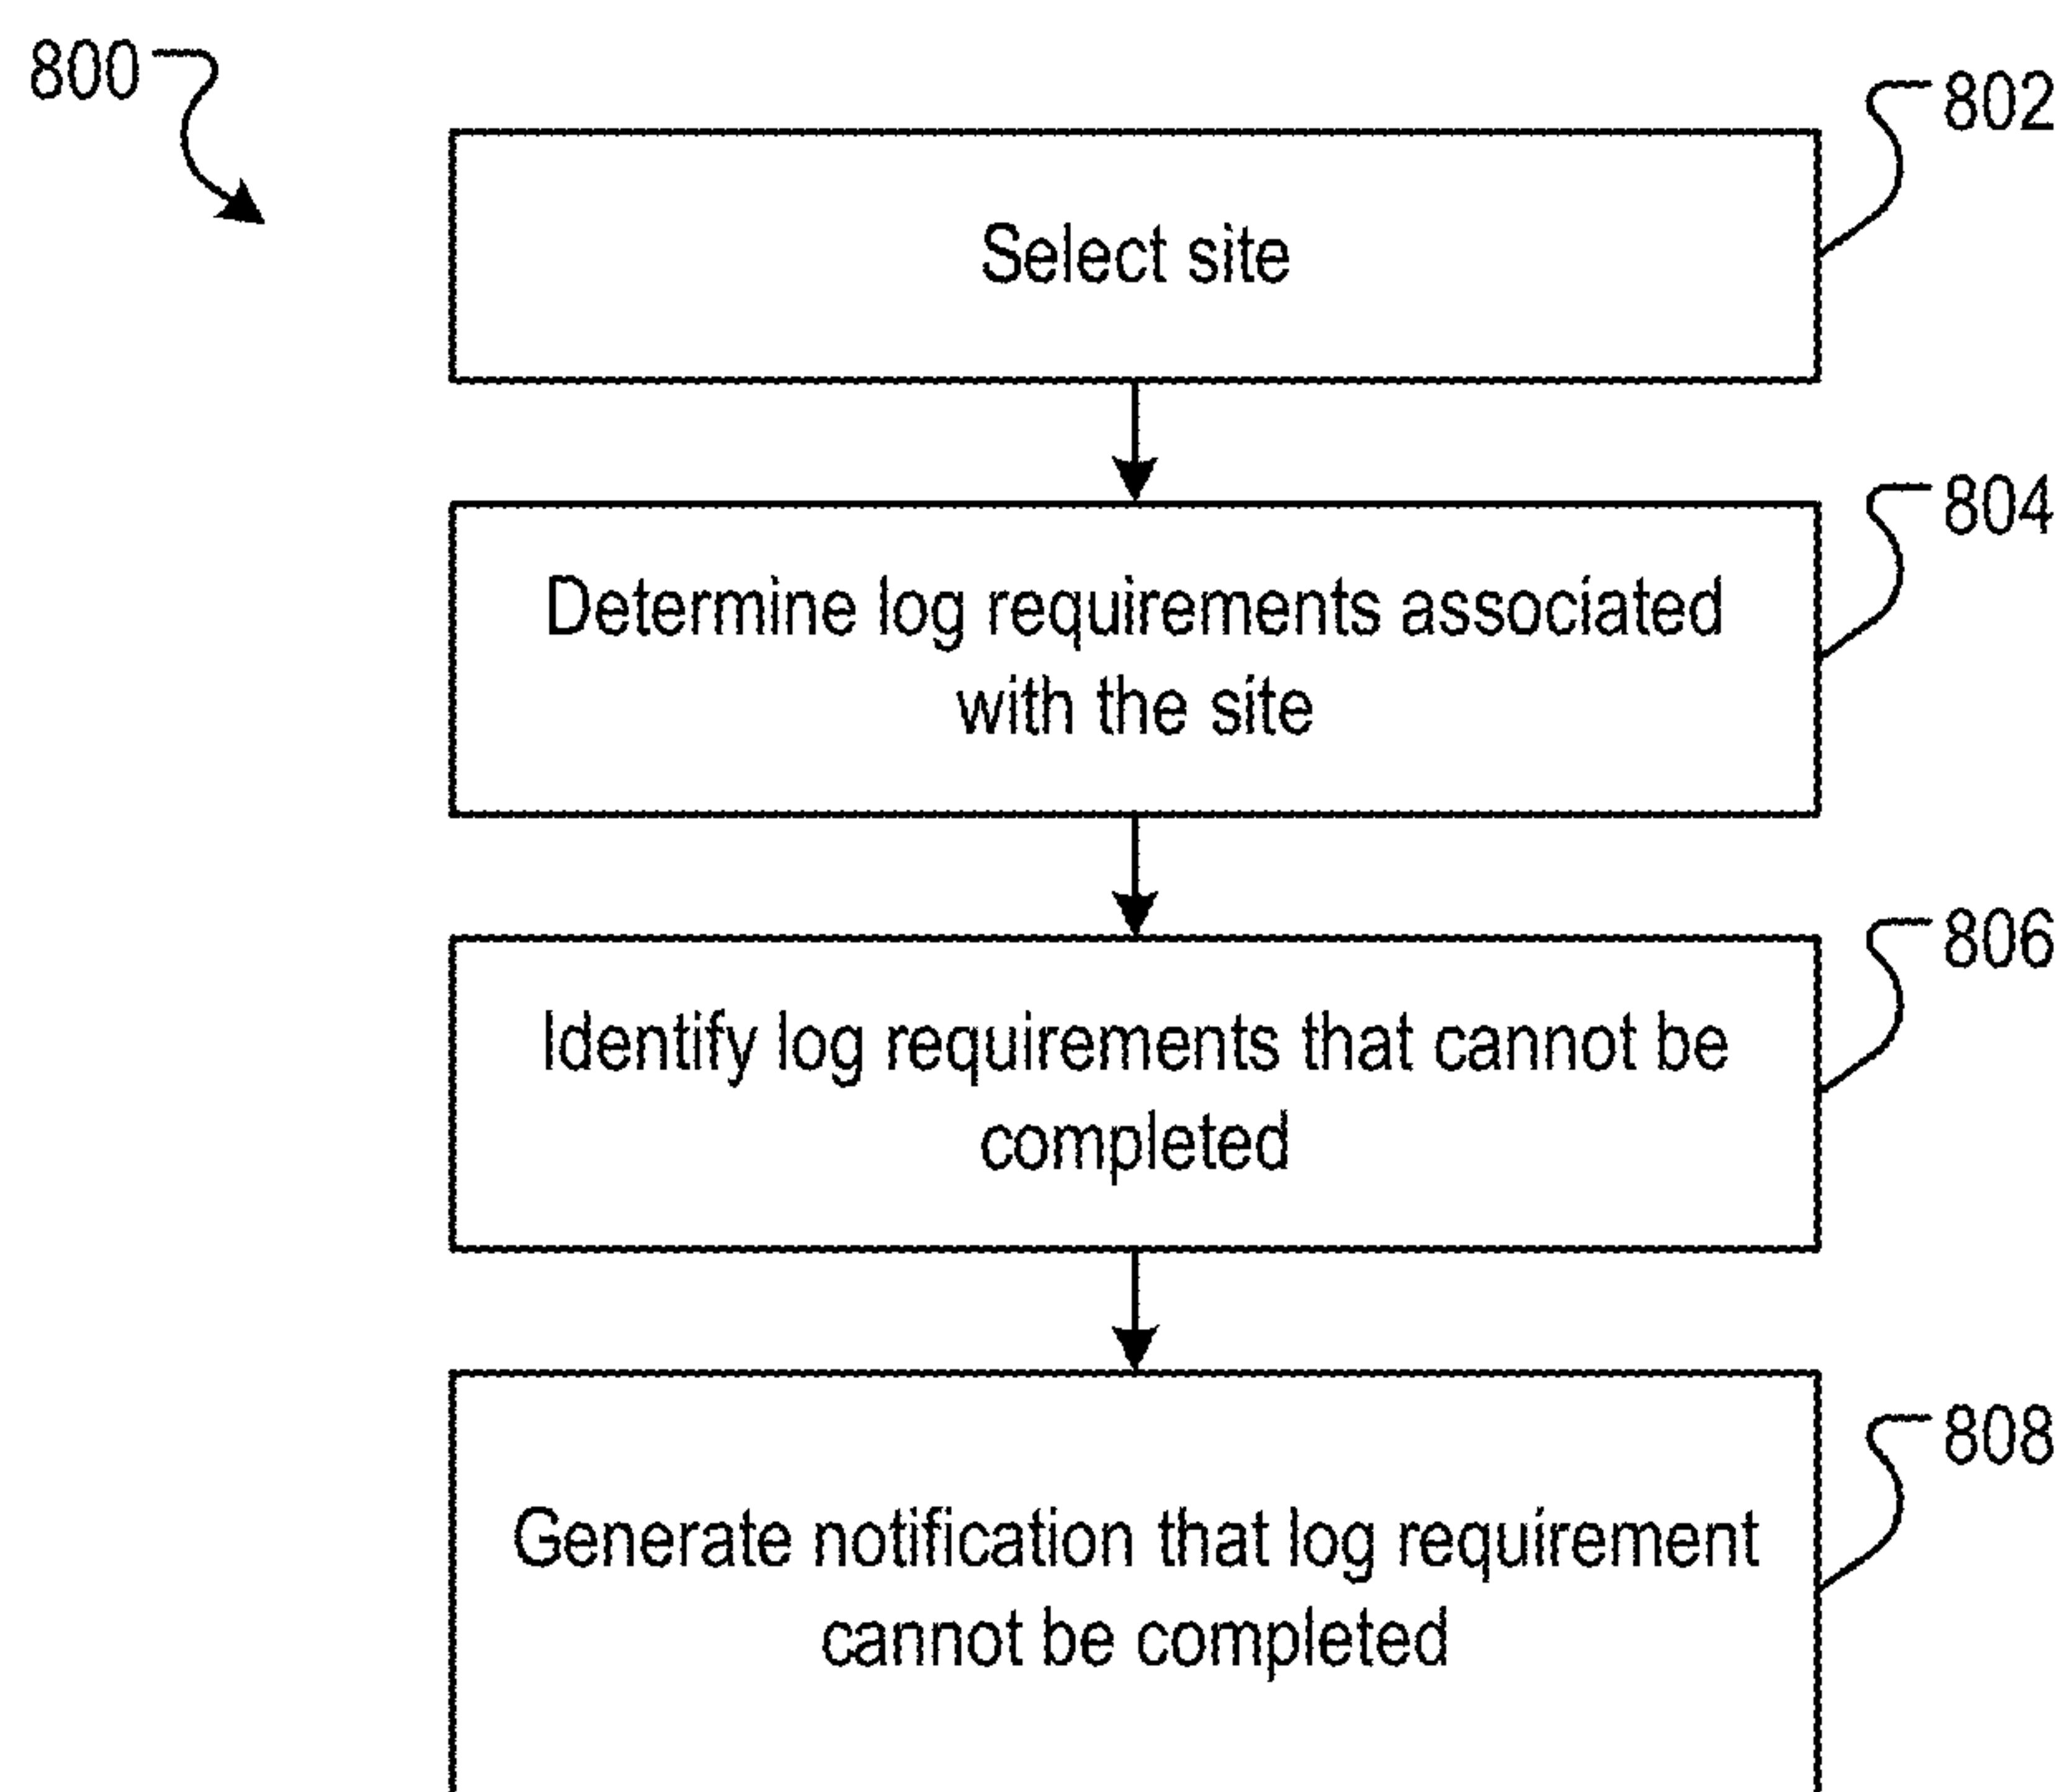 800
802
Select site
804
Determine log requirements associated
with the site
806
Identify log requirements that cannot be
completed
808
Generate notification that log requirement
cannot be completed